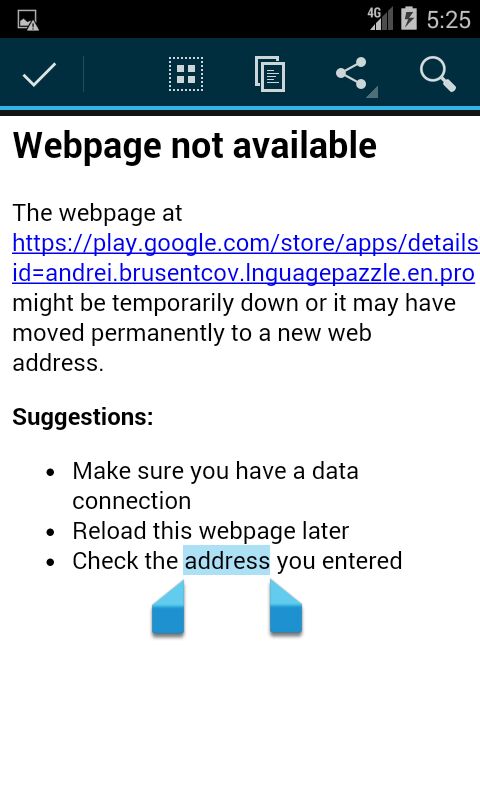 4G 5:25
Webpage not available
The webpage at
https://play.google.com/store/apps/details
id=andrei.brusentcov.lnguagepazzle.en.pro
might be temporarily down or it may have
moved permanently to a new web
address.
Suggestions:
• Make sure you have a data
connection
• Reload this webpage later
• Check the address you entered